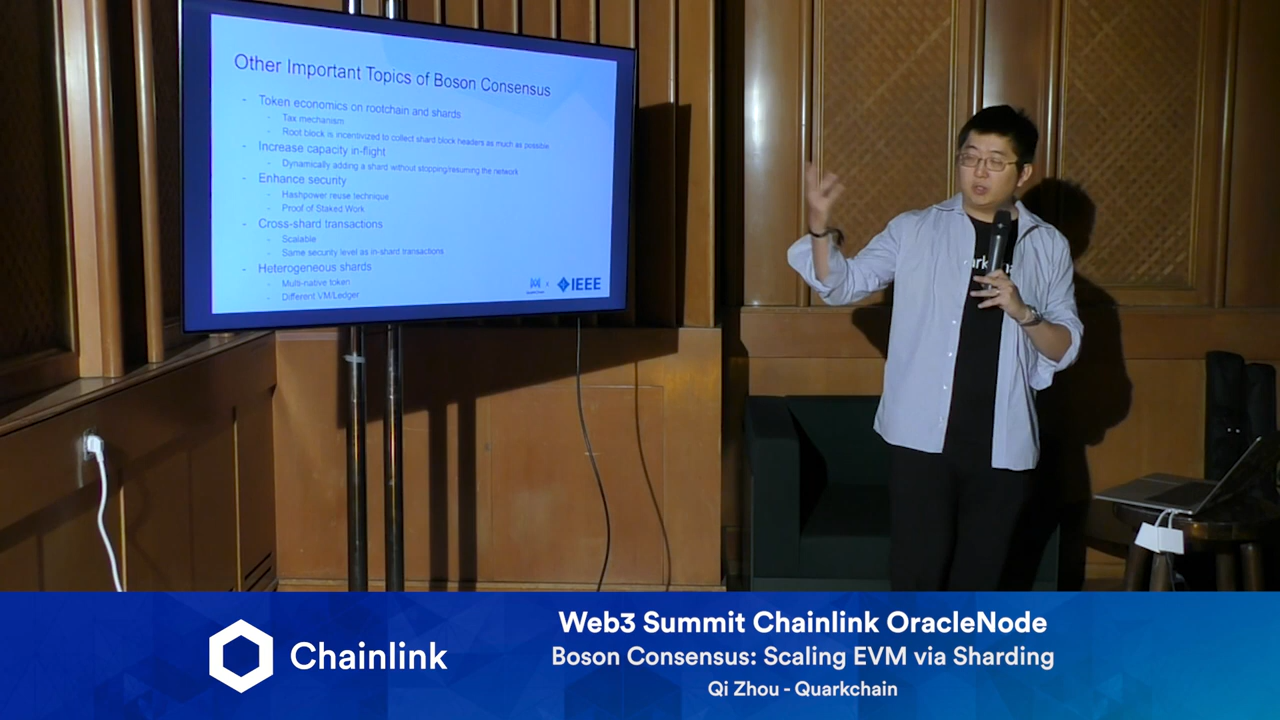 Other Important Topics of Boson Consensus
- Token economics on rootchain and shards
- Tax mechanism
- Root block is incentivized to collect shard block headers as much as possible
- Increase capacity in-flight
- Dynamically adding a shard without stopping/resuming the network
- Enhance security
- Hashpower reuse technique
- Proof of Staked Work
- Cross-shard transactions
- Scalable
- Same security level as in-shard transactions
- Heterogeneous shards
- Multi-native token
- Different VM/Ledger
x IEEE
Chainlink
Web3 Summit Chainlink OracleNode
Boson Consensus: Scaling EVM via Sharding
Qi Zhou - Quarkchain